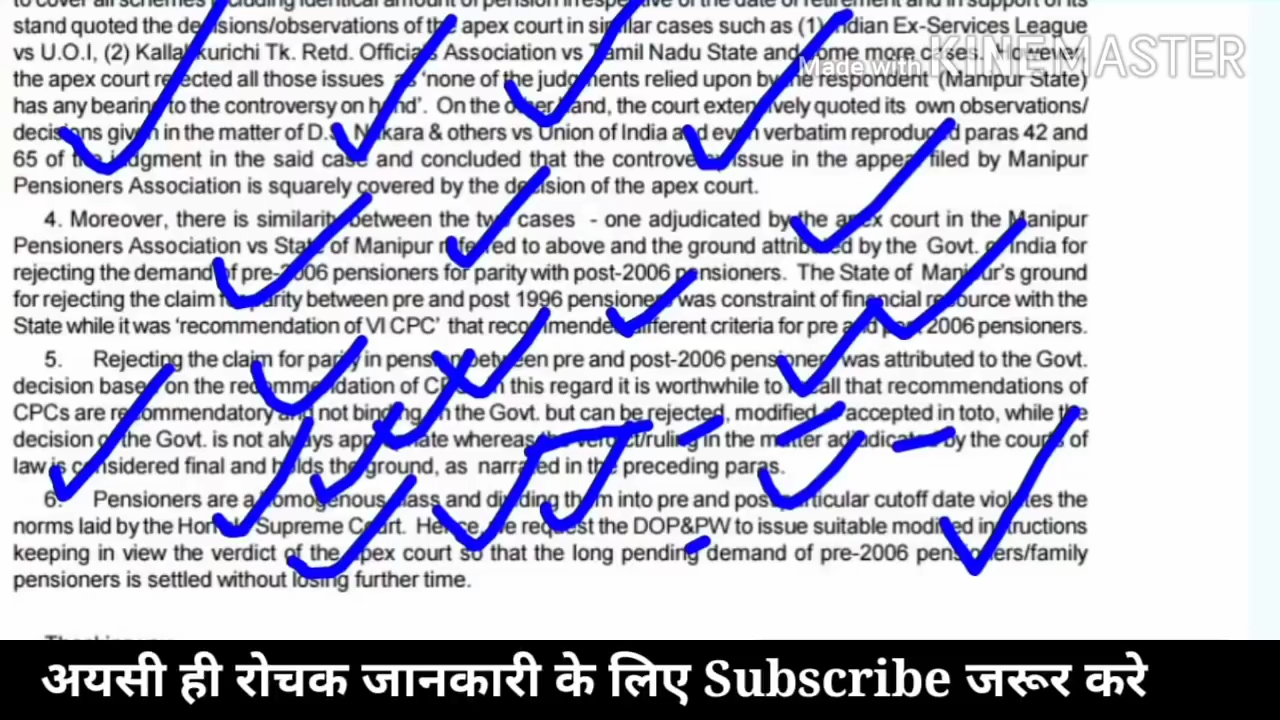 to cover all schemes including identical amount of pension irrespective of the date of retirement and in support of its
stand quoted the decisions/observations of the apex court in similar cases such as (1) Indian Ex-Services League
vs U.O.I, (2) Kallakurichi Tk. Retd. Officials Association vs Tamil Nadu State and some more cases. However,
the apex court rejected all those issues as 'none of the judgments relied upon by the respondent (Manipur State)
has any bearing to the controversy on hand'. On the other hand, the court extensively quoted its own observations/
decisions given in the matter of D.S. Nakara & others vs Union of India and even verbatim reproduced paras 42 and
65 of the judgment in the said case and concluded that the controversy issue in the appeal filed by Manipur
Pensioners Association is squarely covered by the decision of the apex court.
4. Moreover, there is similarity between the two cases - one adjudicated by the apex court in the Manipur
Pensioners Association vs State of Manipur referred to above and the ground attributed by the Govt. of India for
rejecting the demand of pre-2006 pensioners for parity with post-2006 pensioners. The State of Manipur's ground
for rejecting the claim for parity between pre and post 1996 pensioners was constraint of financial resource with the
State while it was 'recommendation of VI CPC' that recommended different criteria for pre and post 2006 pensioners.
5. Rejecting the claim for parity in pension between pre and post-2006 pensioners was attributed to the Govt.
decision based on the recommendation of CPC. In this regard it is worthwhile to recall that recommendations of
CPCs are recommendatory and not binding on the Govt. but can be rejected, modified or accepted in toto, while the
decision of the Govt. is not always appropriate whereas the verdict/ruling in the matter adjudicated by the courts of
law is considered final and holds the ground, as narrated in the preceding paras.
6. Pensioners are a homogenous class and dividing them into pre and post particular cutoff date violates the
norms laid by the Hon'ble Supreme Court. Hence, we request the DOP&PW to issue suitable modified instructions
keeping in view the verdict of the apex court so that the long pending demand of pre-2006 pensioners/family
pensioners is settled without losing further time.
Made with KINEMASTER
अयसी ही रोचक जानकारी के लिए Subscribe जरूर करे